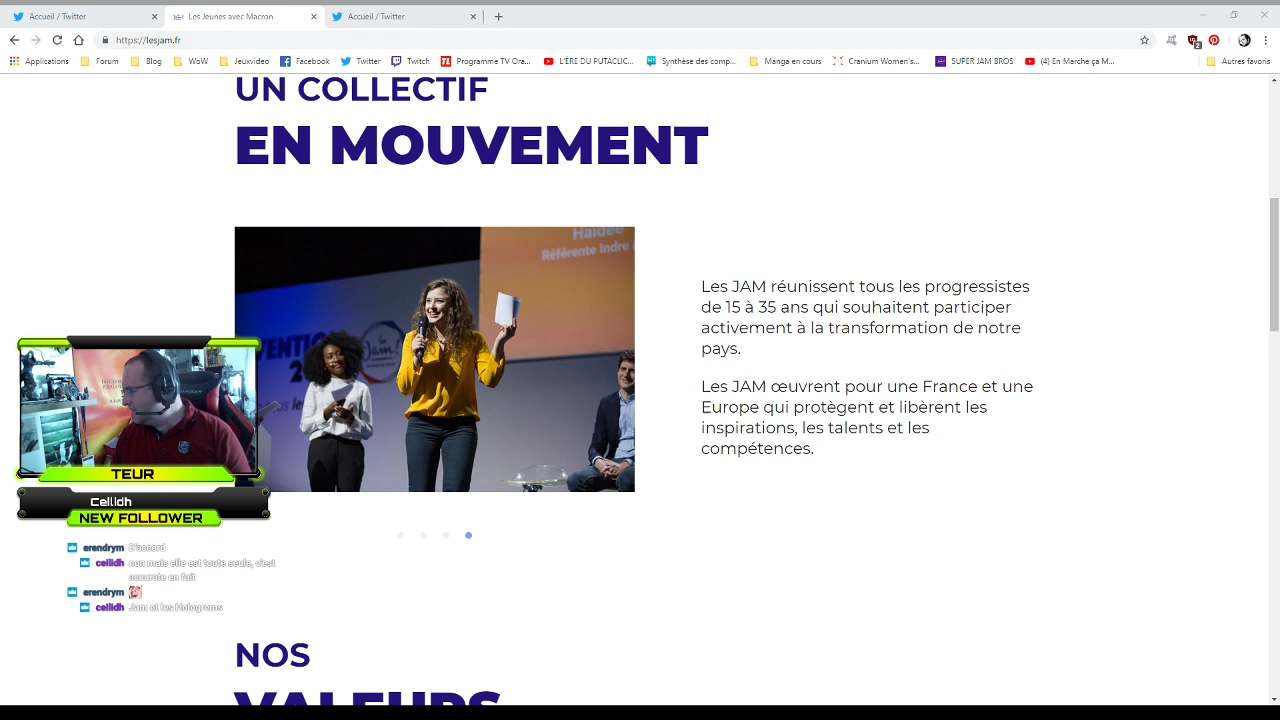 Accueil / Twitter
Les Jeunes avec Macron
Accueil / Twitter
https://lesjam.fr
Applications
Forum
Blog
WoW
Jeuxvideo
Facebook
Twitter
Twitch
Programme TV Ora...
L'ÈRE DU PUTACLIC...
Synthèse des comp...
Manga en cours
Cranium Women's...
SUPER JAM BROS
(4) En Marche ça M...
Autres favoris
UN COLLECTIF
EN MOUVEMENT
Haidée
Référente Indre
Les JAM réunissent tous les progressistes
de 15 à 35 ans qui souhaitent participer
activement à la transformation de notre
pays.
Les JAM œuvrent pour une France et une
Europe qui protègent et libèrent les
inspirations, les talents et les
compétences.
TEUR
Ceilidh
NEW FOLLOWER
erendrym D'accord
ceilidh non mais elle est toute seule, c'est
accurate en fait
erendrym
ceilidh Jam et les Hologrems
NOS
VALEURS